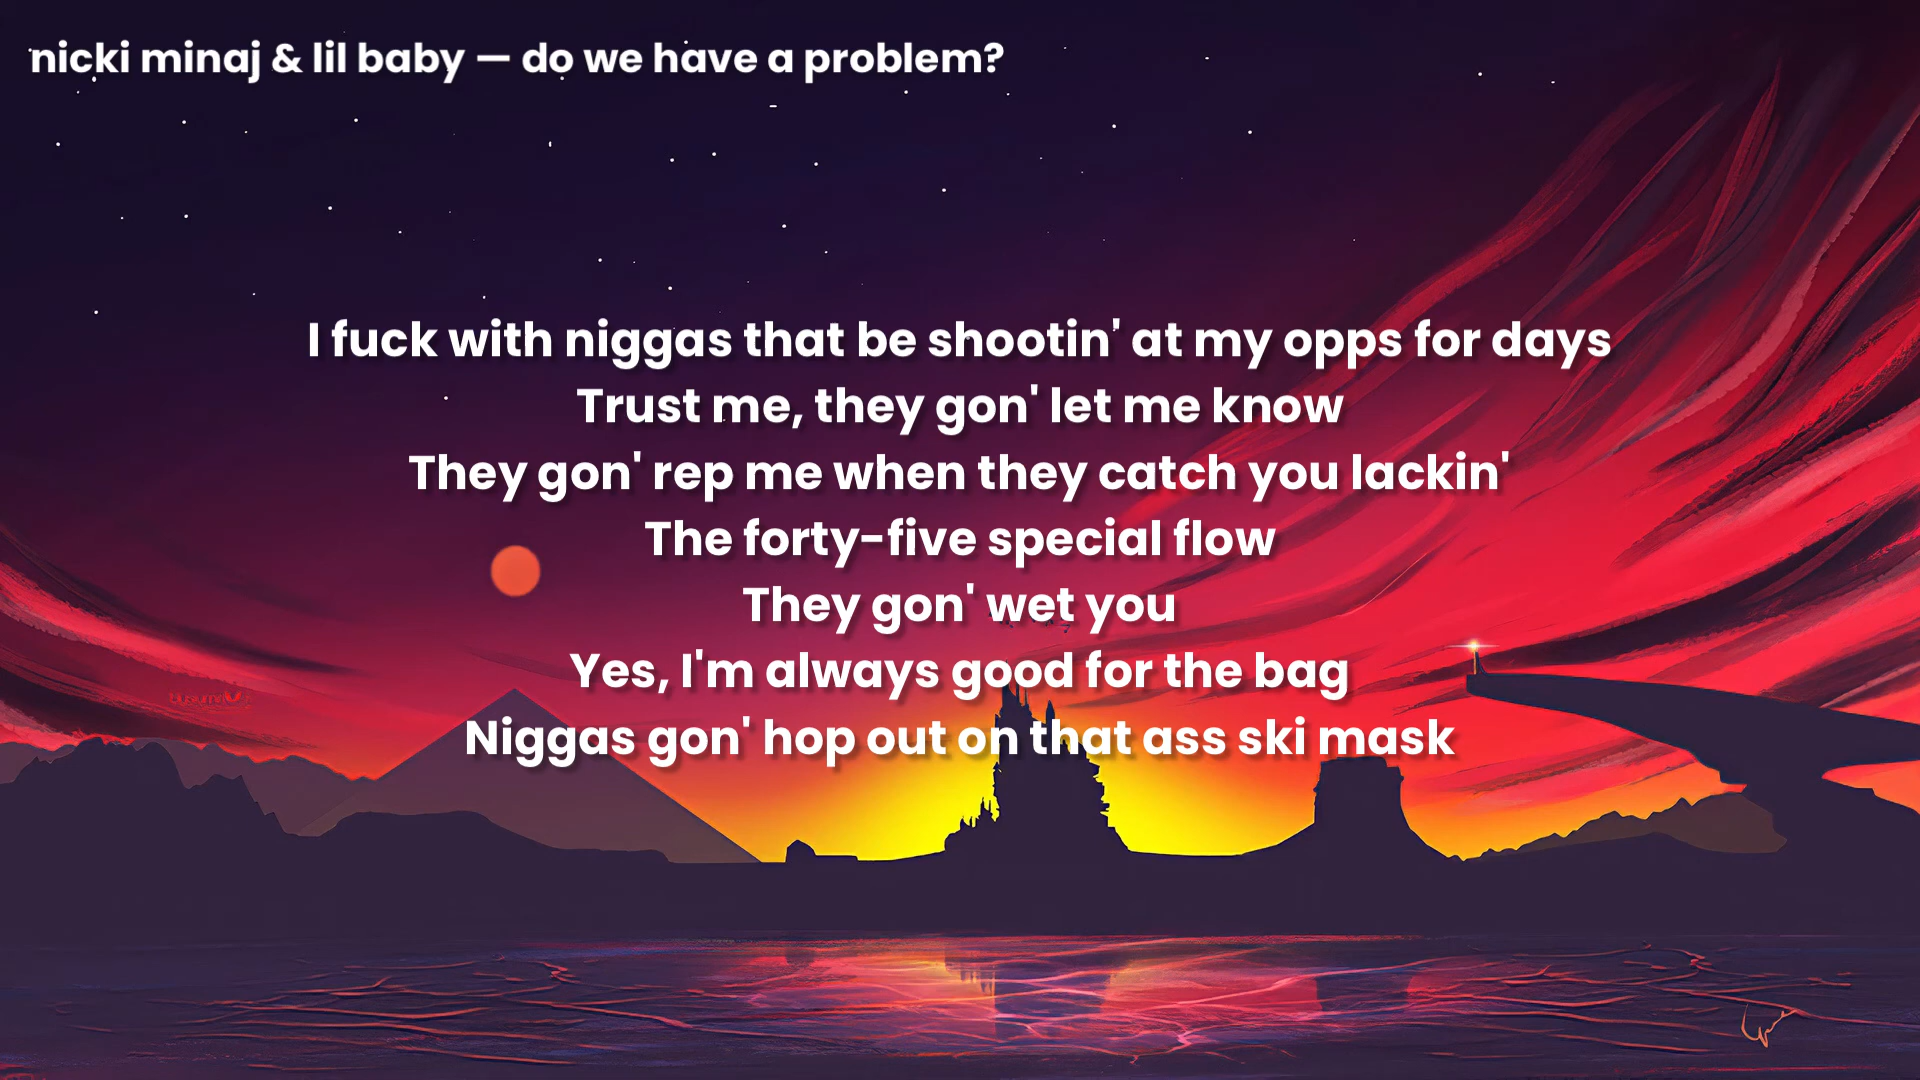 nicki minaj & lil baby — do we have a problem?
I fuck with niggas that be shootin' at my opps for days
Trust me, they gon' let me know
They gon' rep me when they catch you lackin'
The forty-five special flow
They gon' wet you
Yes, I'm always good for the bag
Niggas gon' hop out on that ass ski mask